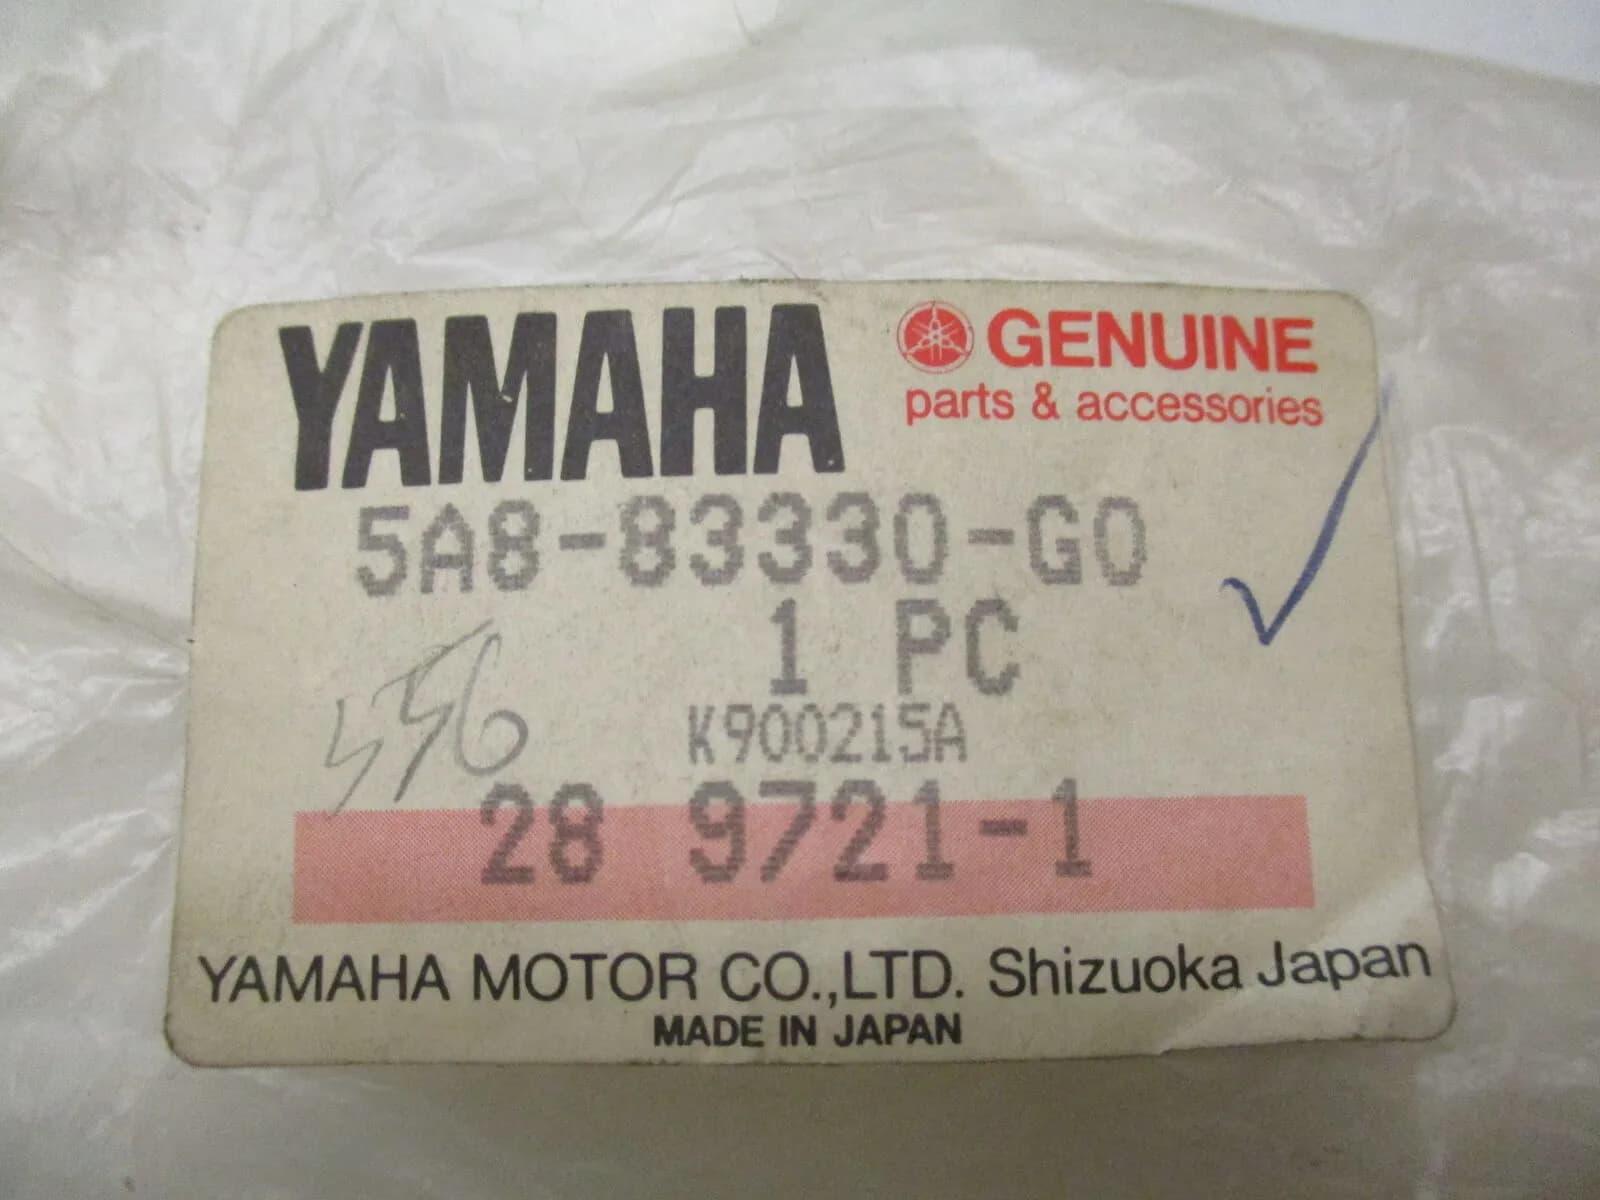 YAMAHA
GENUINE
parts & accessories
5A8-83330-G0
1 PC
556
K900215A
28 9721-1
YAMAHA MOTOR CO.,LTD. Shizuoka Japan
MADE IN JAPAN